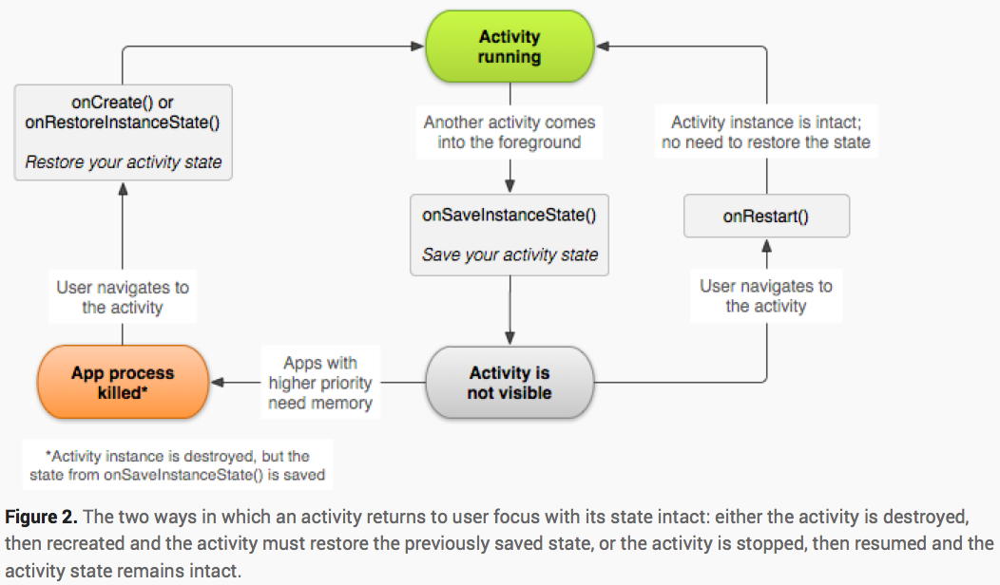 Activity
running
onCreate() or
onRestoreInstanceState()
Restore your activity state
Another activity comes
into the foreground
Activity instance is intact;
no need to restore the state
onSaveInstanceState()
Save your activity state
onRestart()
User navigates to
the activity
User navigates to
the activity
App process
killed*
Apps with
higher priority
need memory
Activity is
not visible
*Activity instance is destroyed, but the
state from onSaveInstanceState() is saved
Figure 2. The two ways in which an activity returns to user focus with its state intact: either the activity is destroyed,
then recreated and the activity must restore the previously saved state, or the activity is stopped, then resumed and the
activity state remains intact.